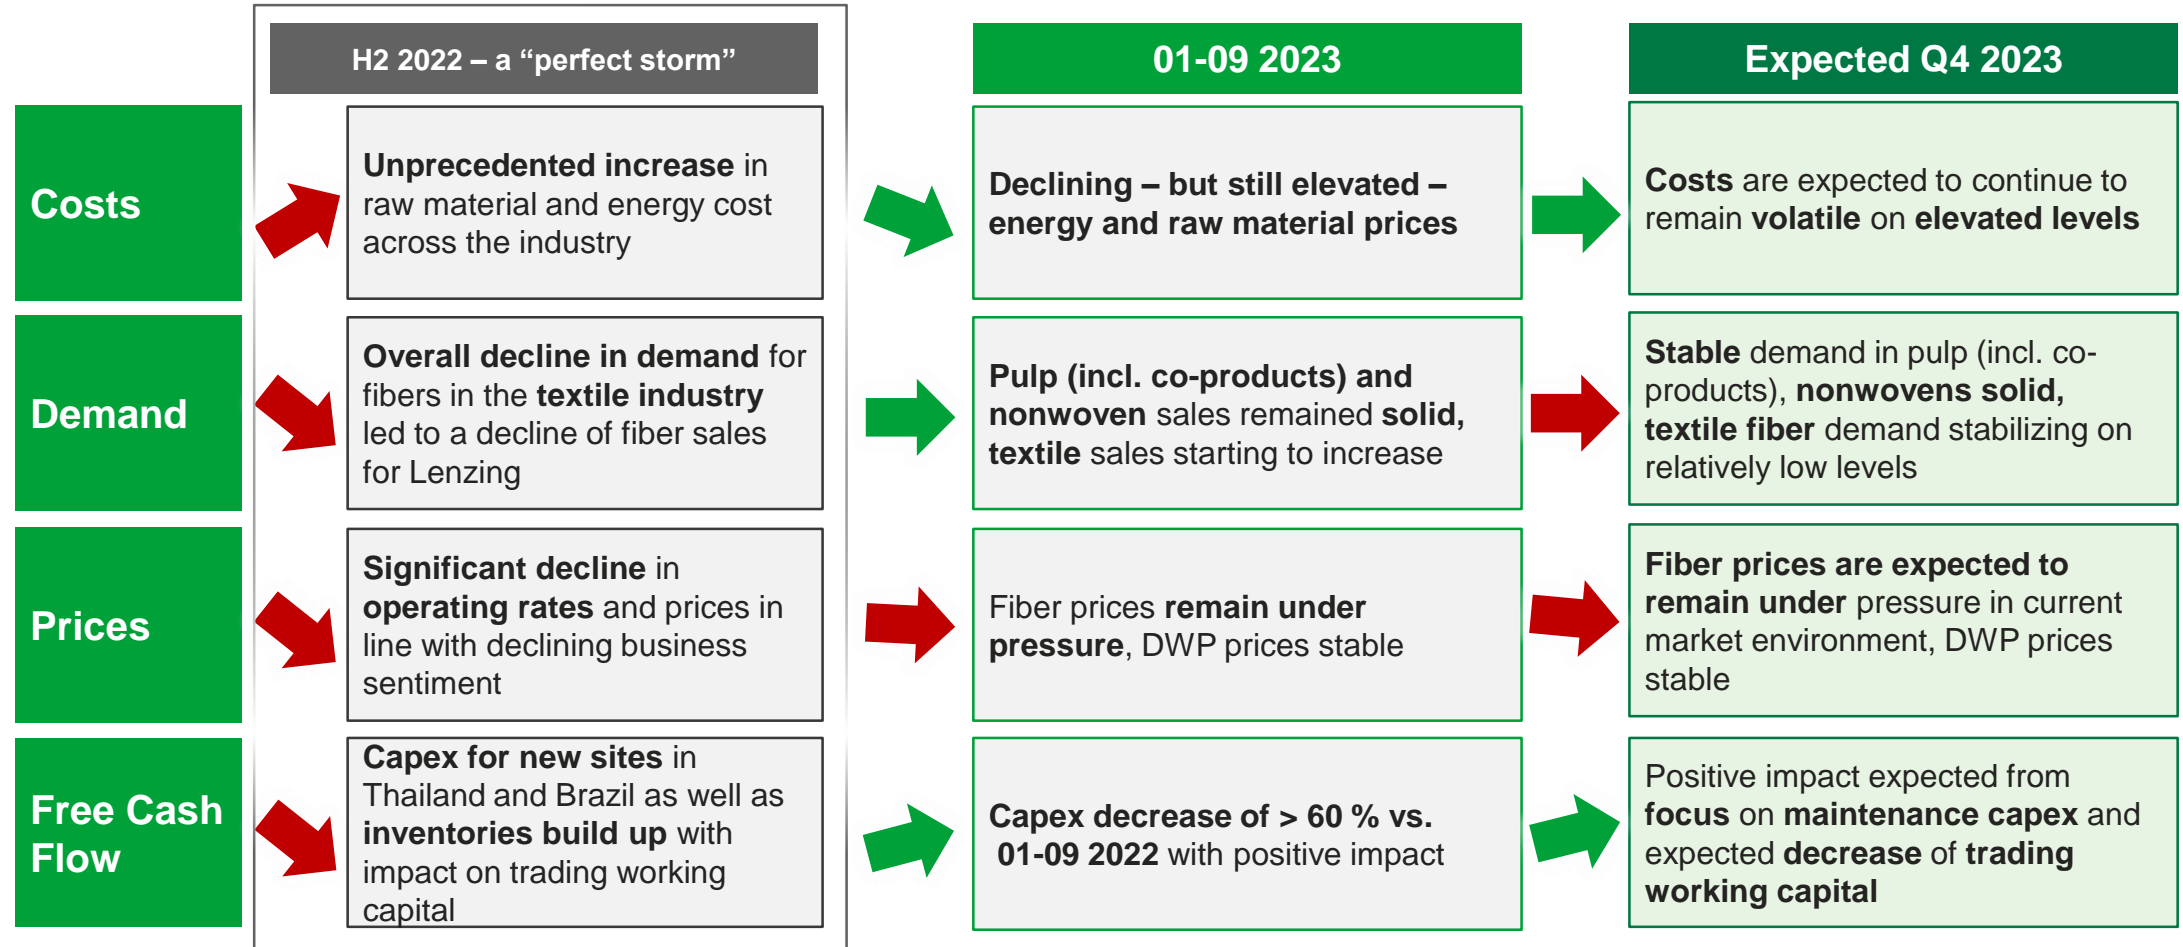 H2 2022 – a “perfect storm”
01-09 2023
Expected Q4 2023
Costs
Unprecedented increase in
raw material and energy cost
across the industry
Declining – but still elevated –
energy and raw material prices
Costs are expected to continue to
remain volatile on elevated levels
Demand
Overall decline in demand for
fibers in the textile industry
led to a decline of fiber sales
for Lenzing
Pulp (incl. co-products) and
nonwoven sales remained solid,
textile sales starting to increase
Stable demand in pulp (incl. co-
products), nonwovens solid,
textile fiber demand stabilizing on
relatively low levels
Prices
Significant decline in
operating rates and prices in
line with declining business
sentiment
Fiber prices remain under
pressure, DWP prices stable
Fiber prices are expected to
remain under pressure in current
market environment, DWP prices
stable
Free Cash
Flow
Capex for new sites in
Thailand and Brazil as well as
inventories build up with
impact on trading working
capital
Capex decrease of > 60 % vs.
01-09 2022 with positive impact
Positive impact expected from
focus on maintenance capex and
expected decrease of trading
working capital